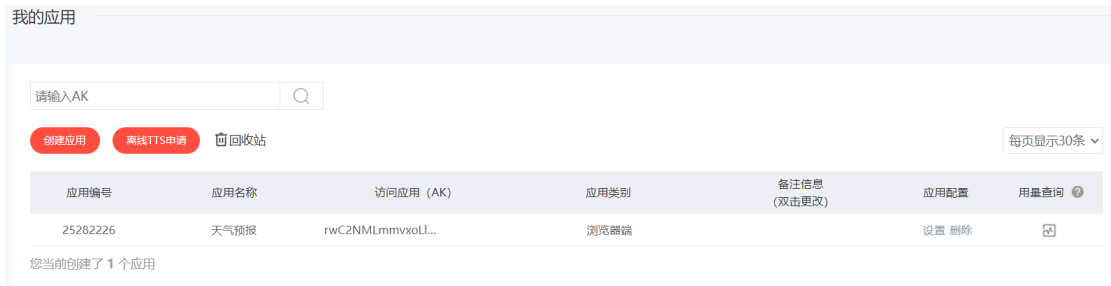 我的应用
请输入AK
创建应用 离线TTS申请 回收站 每页显示30条
应用编号 应用名称 访问应用（AK） 应用类别 备注信息 (双击更改) 应用配置 用量查询 ?
25282226 天气预报 rwC2NMLmmvxoLl... 浏览器端 设置 删除
您当前创建了 1 个应用